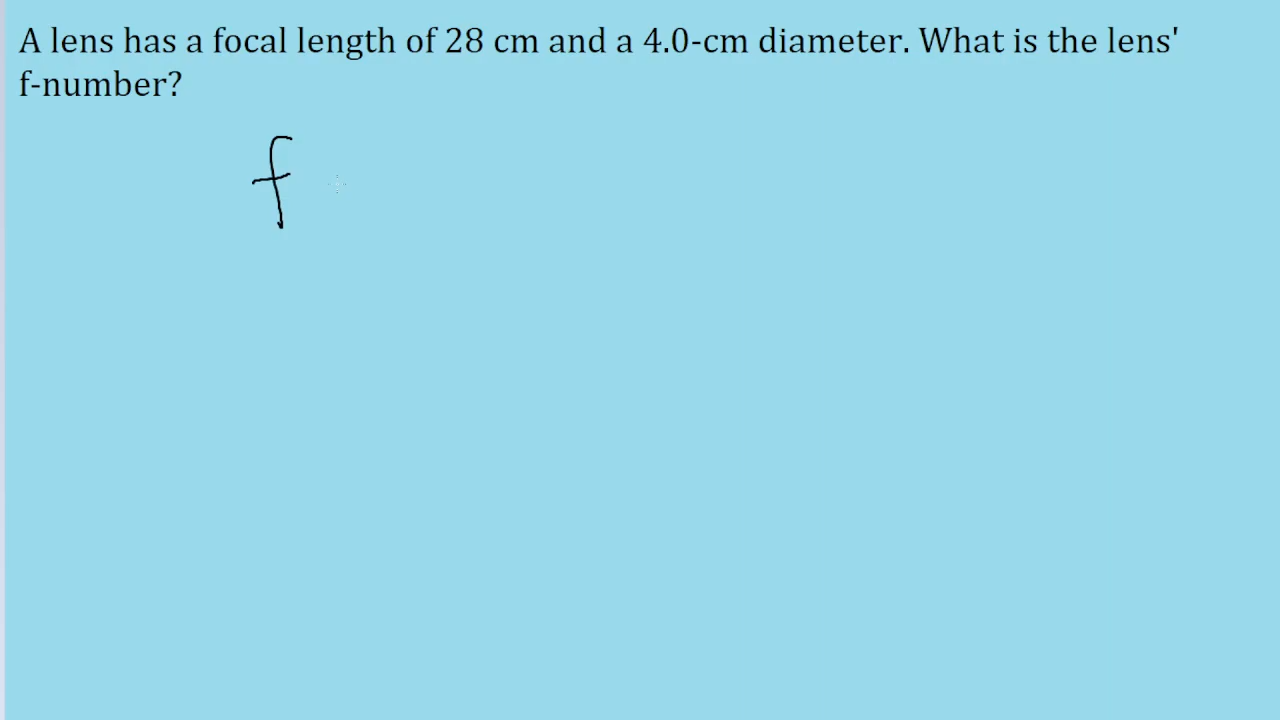 A lens has a focal length of 28 cm and a 4.0-cm diameter. What is the lens'
f-number?
f